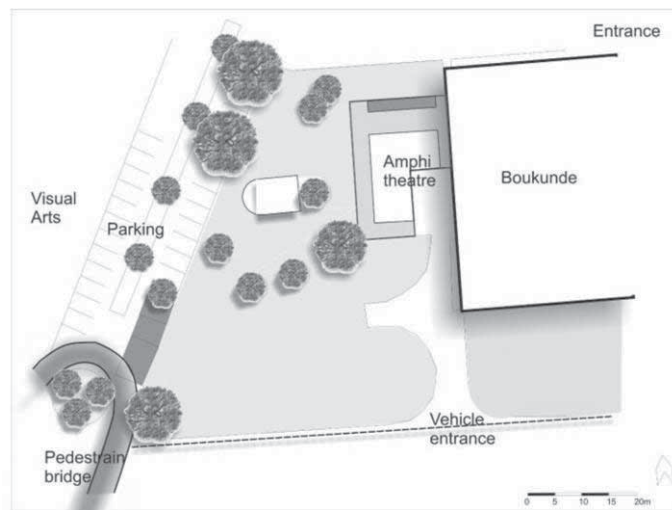 Entrance
Amphi
theatre
Boukunde
Visual
Arts
Parking
Vehicle
entrance
Pedestrain
bridge
0 5 10 15 20m